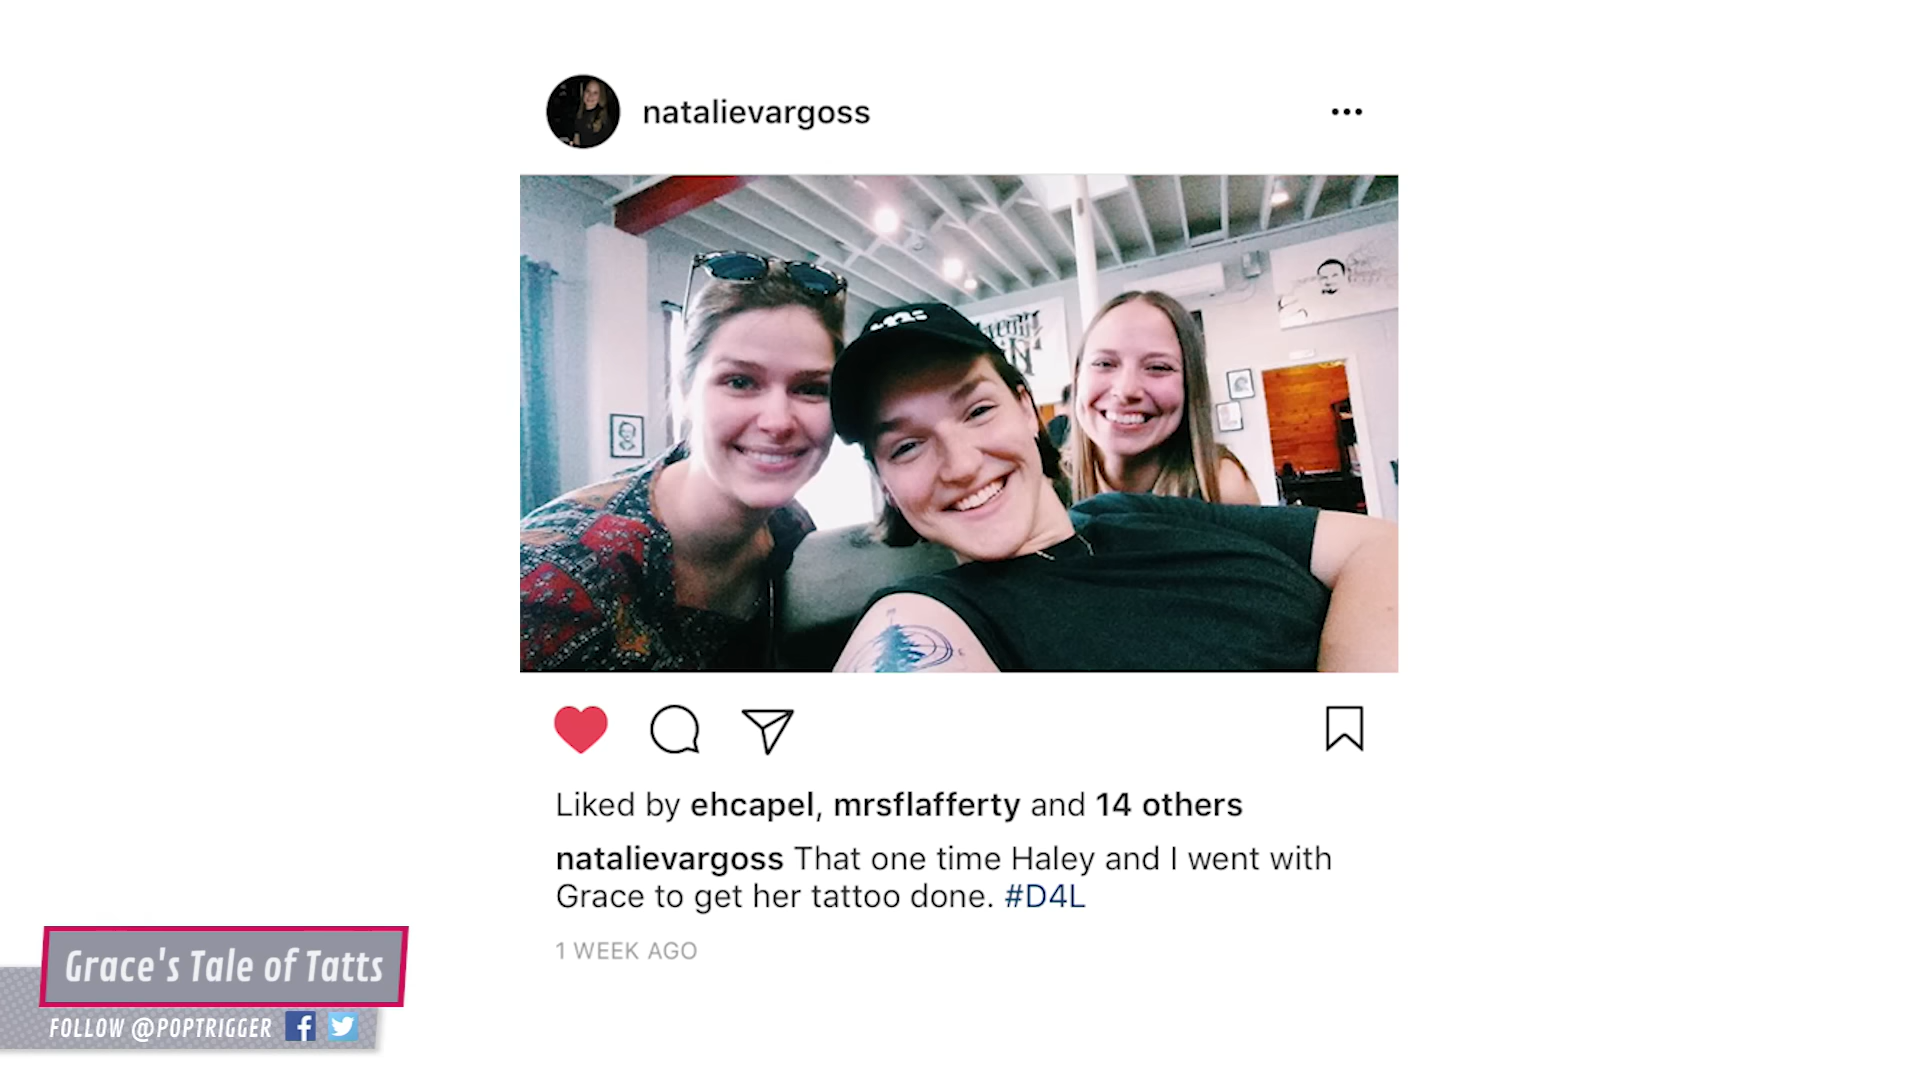 natalievargoss
Liked by ehcapel, mrsflafferty and 14 others
natalievargoss That one time Haley and I went with
Grace to get her tattoo done. #D4L
1 WEEK AGO
Grace's Tale of Tatts
FOLLOW @POPTRIGGER